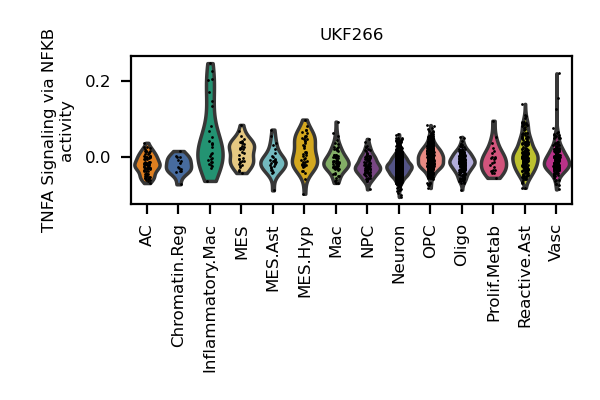 UKF266
TNFA Signaling via NFKB
activity
0.2
0.0
AC
Chromatin.Reg
Inflammatory.Mac
MES
MES.Ast
MES.Hyp
Mac
NPC
Neuron
OPC
Oligo
Prolif.Metab
Reactive.Ast
Vasc